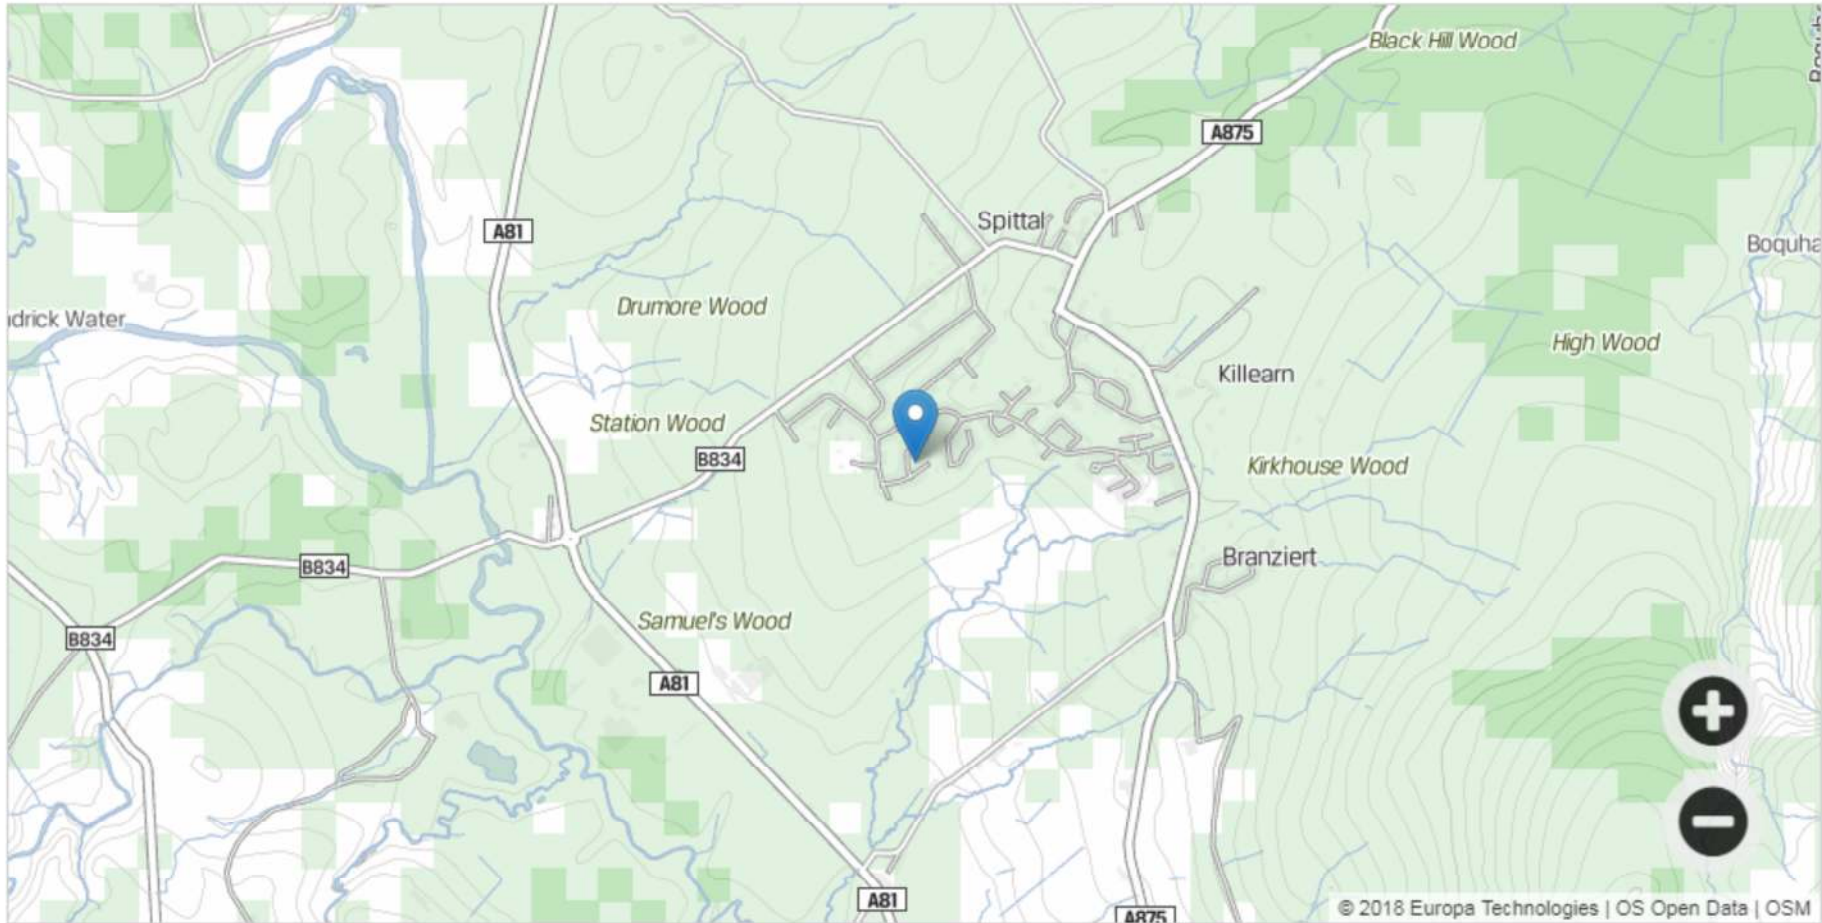 Black Hill Wood
A875
Spittal
A81
Boquha
Drumore Wood
drick Water
High Wood
Killearn
Station Wood
B834
Kirkhouse Wood
Branziert
B834
Samuel's Wood
B834
A81
A81
A875
© 2018 Europa Technologies | OS Open Data | OSM